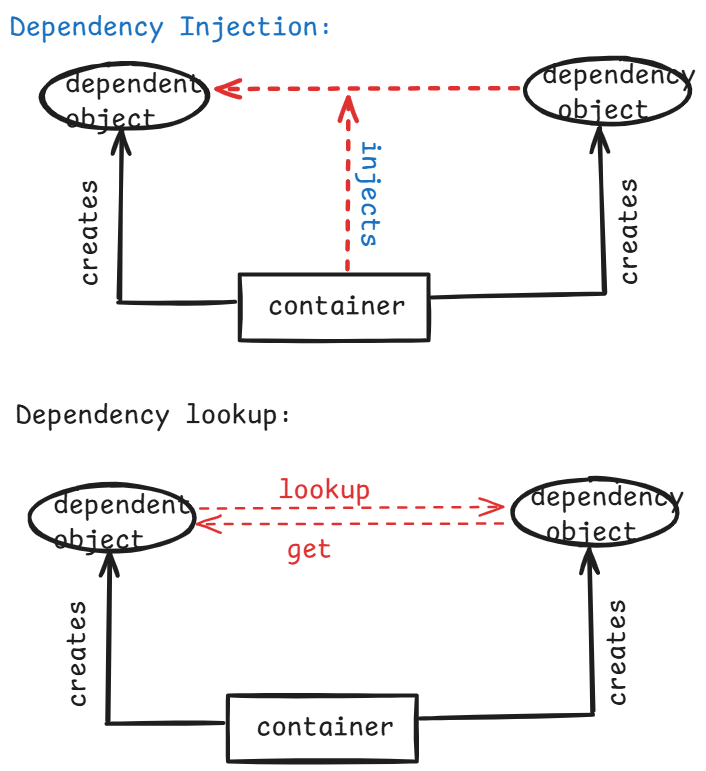 Dependency Injection:
dependent
object
dependency
object
injects
creates
creates
container
Dependency lookup:
dependent
object
lookup
get
dependency
object
creates
creates
container